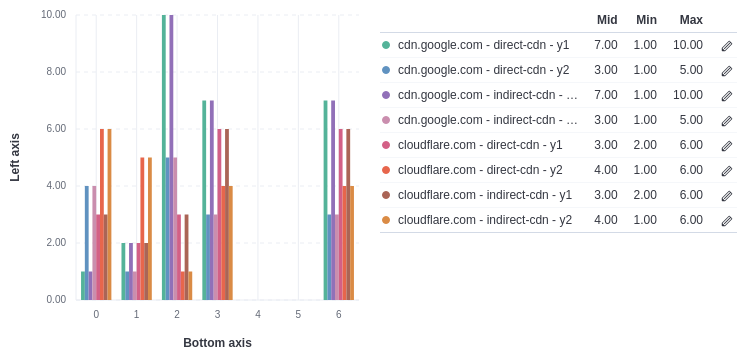 10.00
8.00
6.00
4.00
2.00
0.00
Left axis
0 1 2 3 4 5 6
Bottom axis
Mid Min Max
cdn.google.com - direct-cdn - y1 7.00 1.00 10.00
cdn.google.com - direct-cdn - y2 3.00 1.00 5.00
cdn.google.com - indirect-cdn - … 7.00 1.00 10.00
cdn.google.com - indirect-cdn - … 3.00 1.00 5.00
cloudflare.com - direct-cdn - y1 3.00 2.00 6.00
cloudflare.com - direct-cdn - y2 4.00 1.00 6.00
cloudflare.com - indirect-cdn - y1 3.00 2.00 6.00
cloudflare.com - indirect-cdn - y2 4.00 1.00 6.00